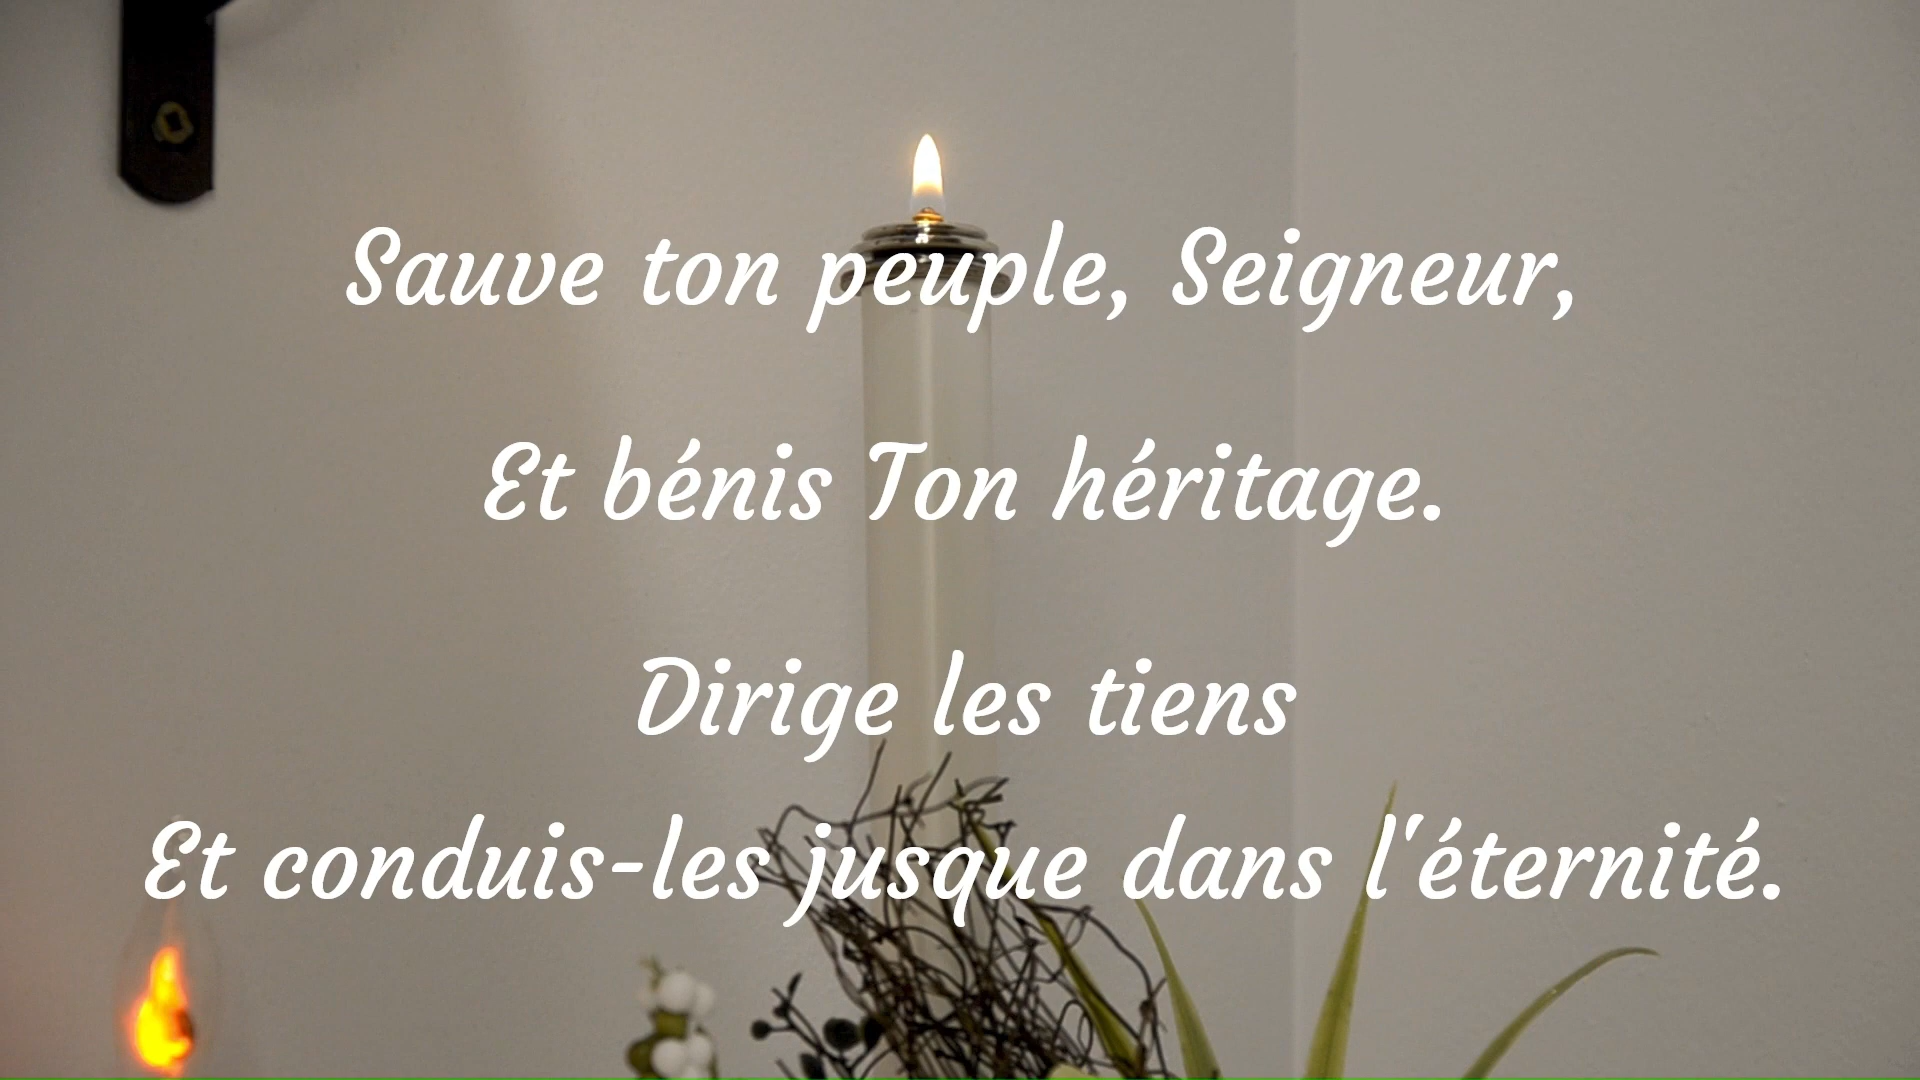 Sauve ton peuple, Seigneur,
Et bénis Ton héritage.
Dirige les tiens
Et conduis-les jusque dans l'éternité.